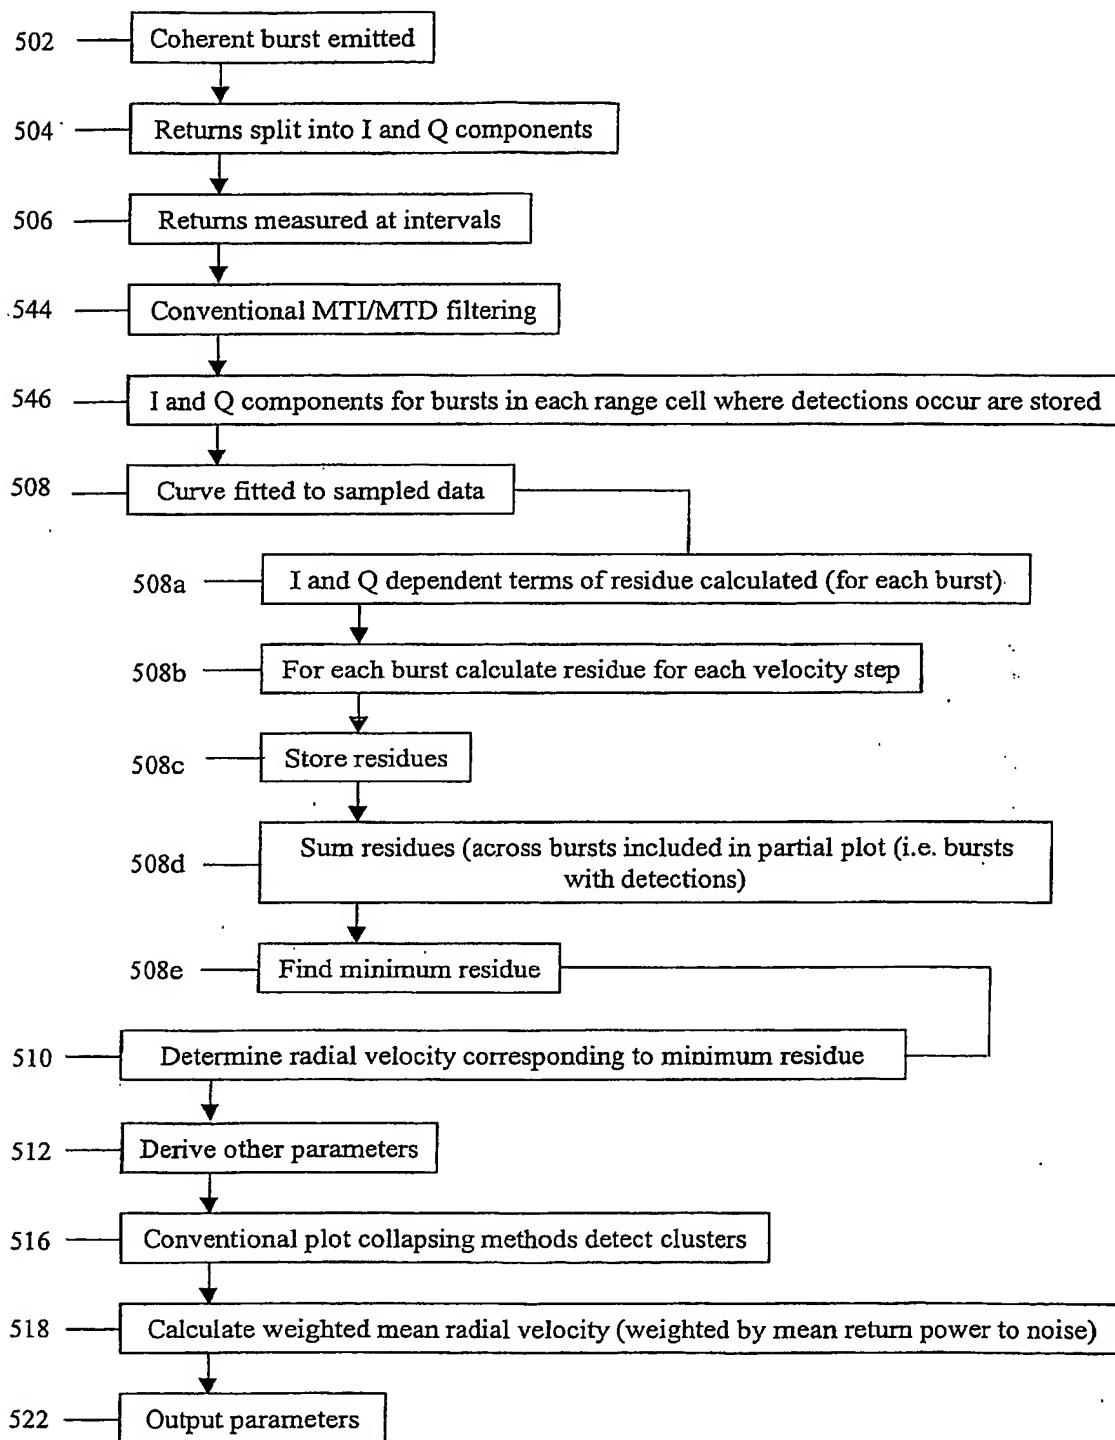 502 Coherent burst emitted
504 Returns split into I and Q components
506 Returns measured at intervals
544 Conventional MTI/MTD filtering
546 I and Q components for bursts in each range cell where detections occur are stored
508 Curve fitted to sampled data
508a I and Q dependent terms of residue calculated (for each burst)
508b For each burst calculate residue for each velocity step
508c Store residues
508d Sum residues (across bursts included in partial plot (i.e. bursts
with detections)
508e Find minimum residue
510 Determine radial velocity corresponding to minimum residue
512 Derive other parameters
516 Conventional plot collapsing methods detect clusters
518 Calculate weighted mean radial velocity (weighted by mean return power to noise)
522 Output parameters